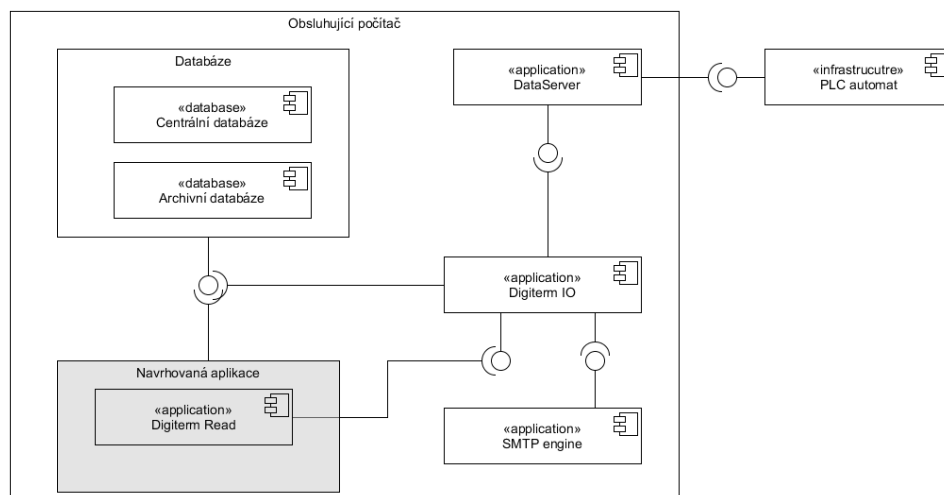 Obsluhující počítač
Databáze
«database»
Centrální databáze
«database»
Archivní databáze
«application»
DataServer
«infrastrucutre»
PLC automat
«application»
Digiterm IO
Navrhovaná aplikace
«application»
Digiterm Read
«application»
SMTP engine